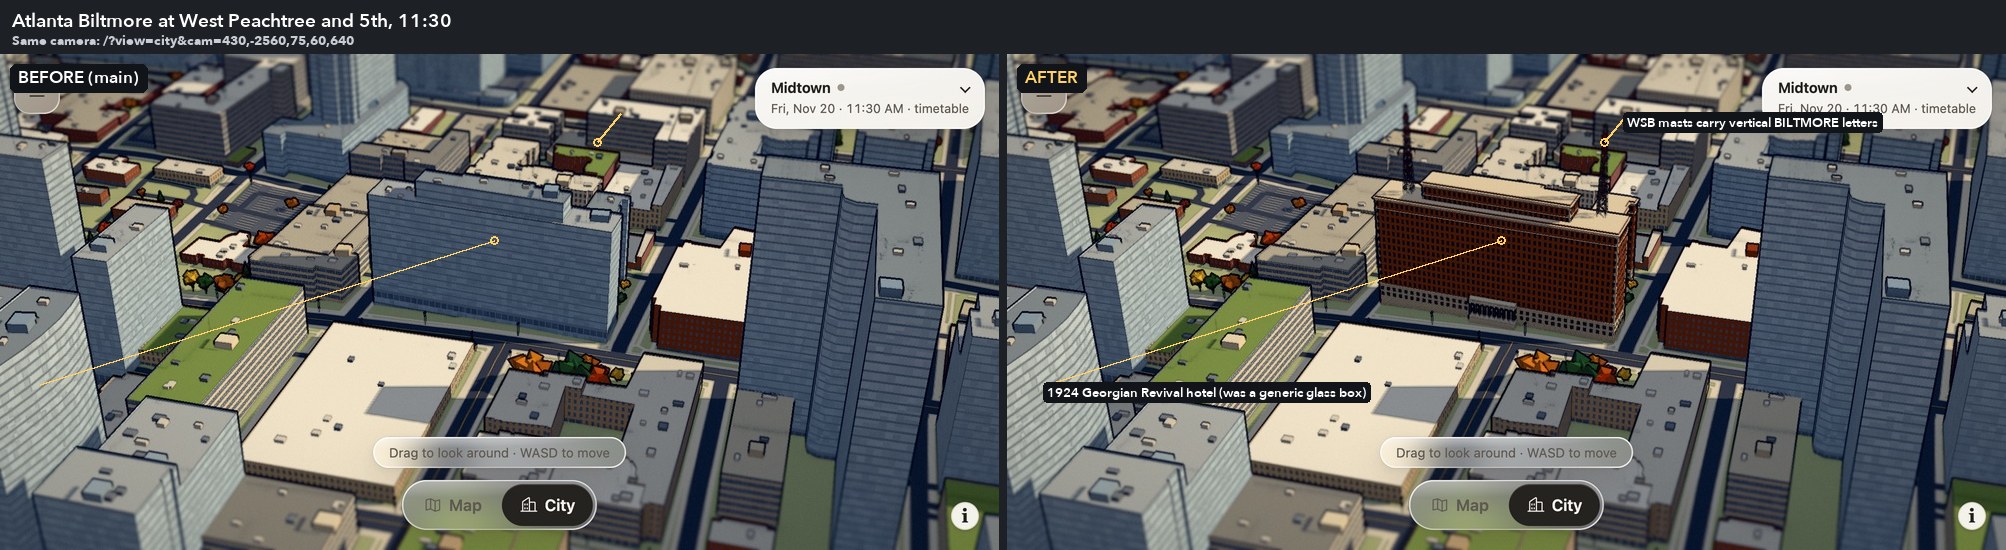 Atlanta Biltmore at West Peachtree and 5th, 11:30
Same camera: /?view=city&cam=430,-2560,75,60,640
BEFORE (main)
Midtown
Fri, Nov 20 · 11:30 AM · timetable
Drag to look around · WASD to move
Map
City
i
AFTER
Midtown
Fri, Nov 20 · 11:30 AM · timetable
WSB masts carry vertical BILTMORE letters
1924 Georgian Revival hotel (was a generic glass box)
Drag to look around · WASD to move
Map
City
i